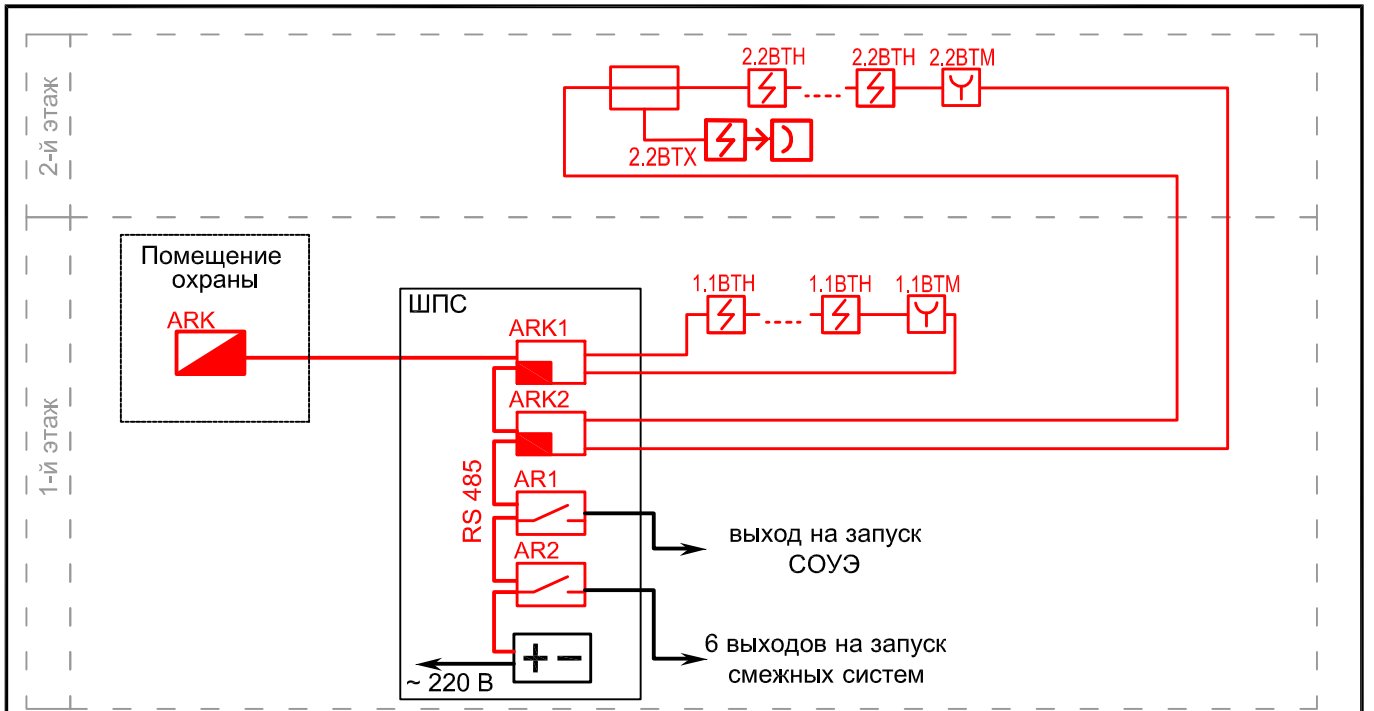 2-й этаж
2.2ВТН
2.2ВТН
2.2ВТМ
2.2ВТХ
1-й этаж
Помещение
охраны
ARK
ШПС
ARK1
1.1ВТН
1.1ВТН
1.1ВТМ
ARK2
RS 485
AR1
выход на запуск
СОУЭ
AR2
6 выходов на запуск
смежных систем
~ 220 В